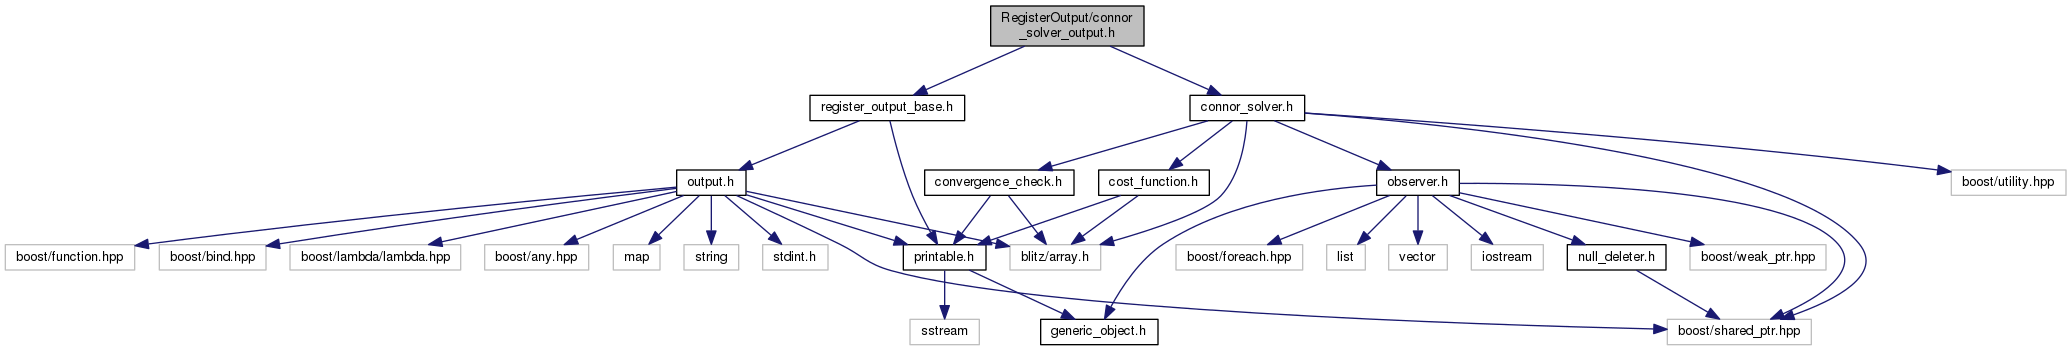 RegisterOutput/connor
_solver_output.h
register_output_base.h
connor_solver.h
output.h
convergence_check.h
cost_function.h
observer.h
boost/utility.hpp
boost/function.hpp
boost/bind.hpp
boost/lambda/lambda.hpp
boost/any.hpp
map
string
stdint.h
printable.h
blitz/array.h
boost/foreach.hpp
list
vector
iostream
null_deleter.h
boost/weak_ptr.hpp
sstream
generic_object.h
boost/shared_ptr.hpp